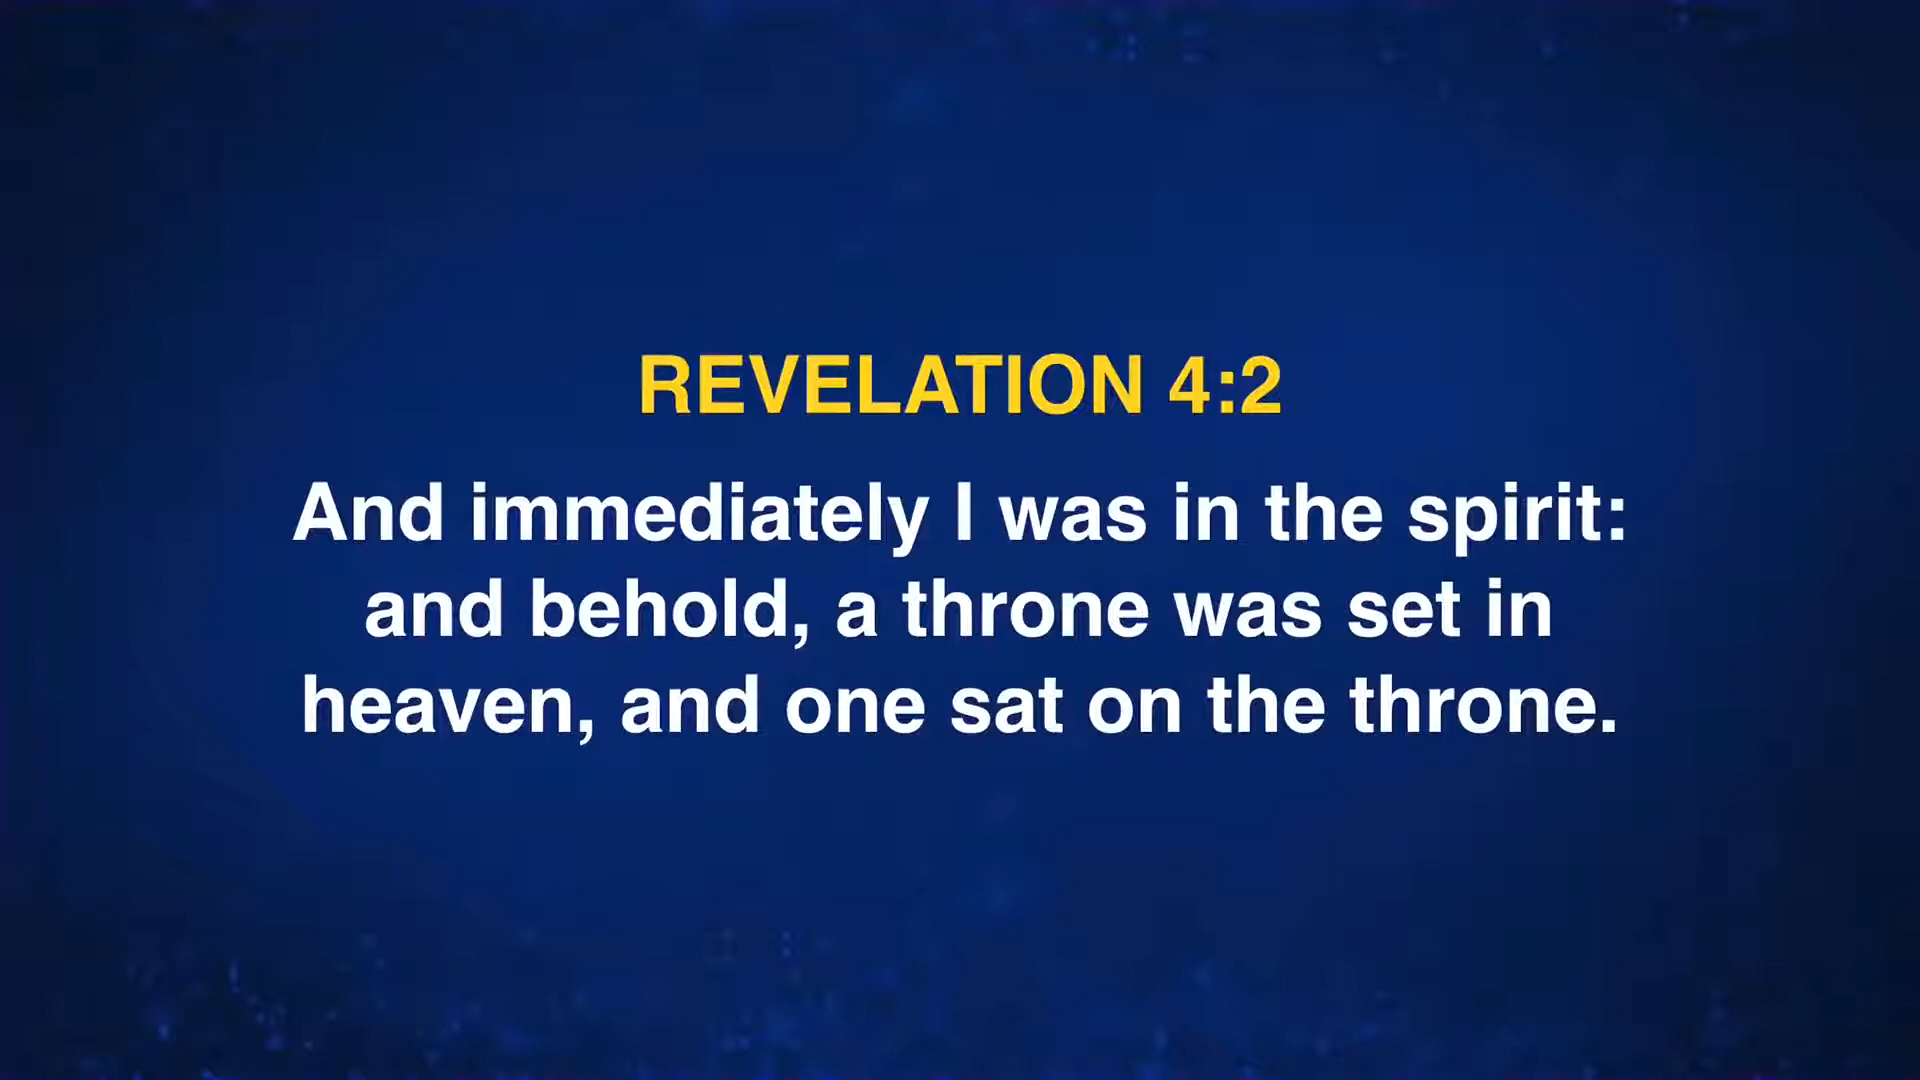 REVELATION 4:2
And immediately I was in the spirit:
and behold, a throne was set in
heaven, and one sat on the throne.